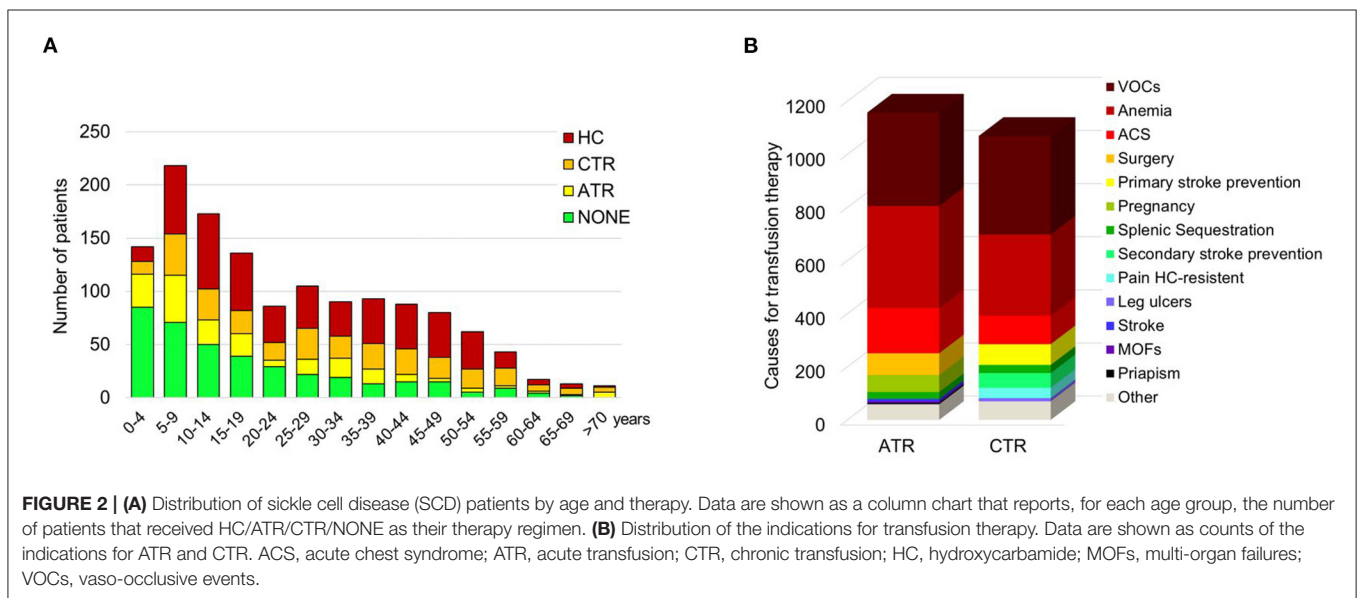 A
250
200
150
100
50
0
Number of patients
HC
CTR
ATR
NONE
0-4
5-9
10-14
15-19
20-24
25-29
30-34
35-39
40-44
45-49
50-54
55-59
60-64
65-69
>70
years
B
1200
1000
800
600
400
200
0
Causes for transfusion therapy
ATR
CTR
VOCs
Anemia
ACS
Surgery
Primary stroke prevention
Pregnancy
Splenic Sequestration
Secondary stroke prevention
Pain HC-resistent
Leg ulcers
Stroke
MOFs
Priapism
Other
FIGURE 2 | (A) Distribution of sickle cell disease (SCD) patients by age and therapy. Data are shown as a column chart that reports, for each age group, the number
of patients that received HC/ATR/CTR/NONE as their therapy regimen. (B) Distribution of the indications for transfusion therapy. Data are shown as counts of the
indications for ATR and CTR. ACS, acute chest syndrome; ATR, acute transfusion; CTR, chronic transfusion; HC, hydroxycarbamide; MOFs, multi-organ failures;
VOCs, vaso-occlusive events.